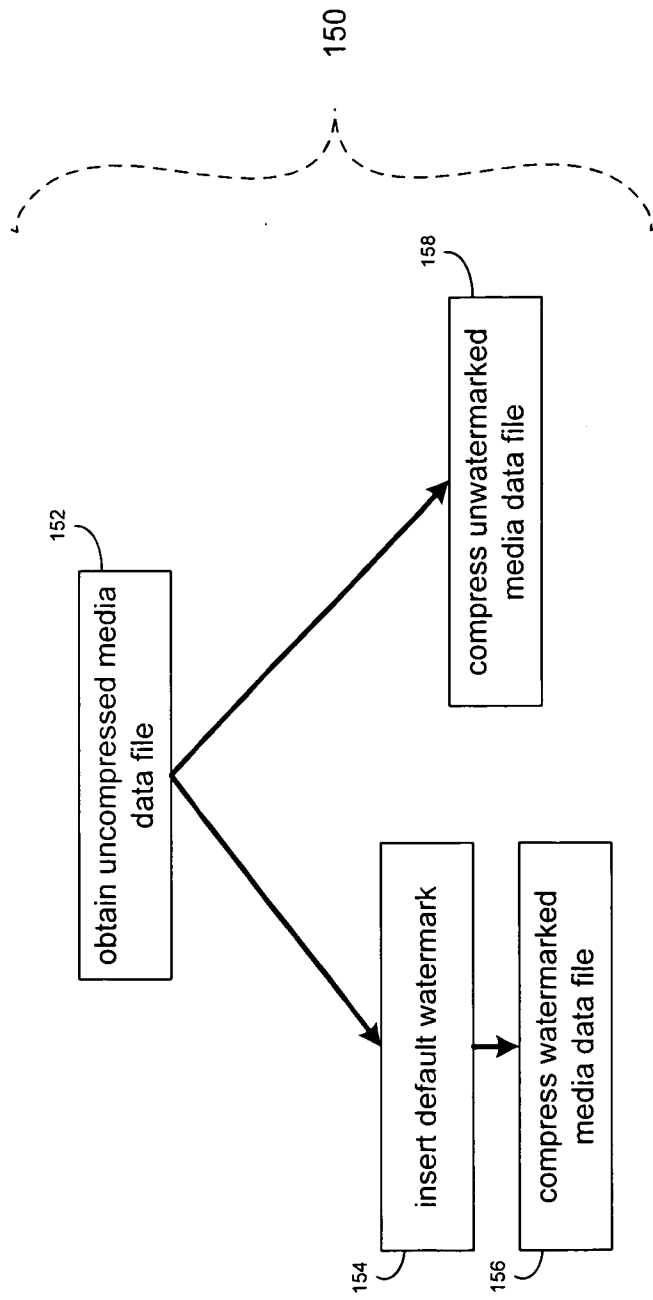 150
152
obtain uncompressed media
data file
154
insert default watermark
156
compress watermarked
media data file
158
compress unwatermarked
media data file